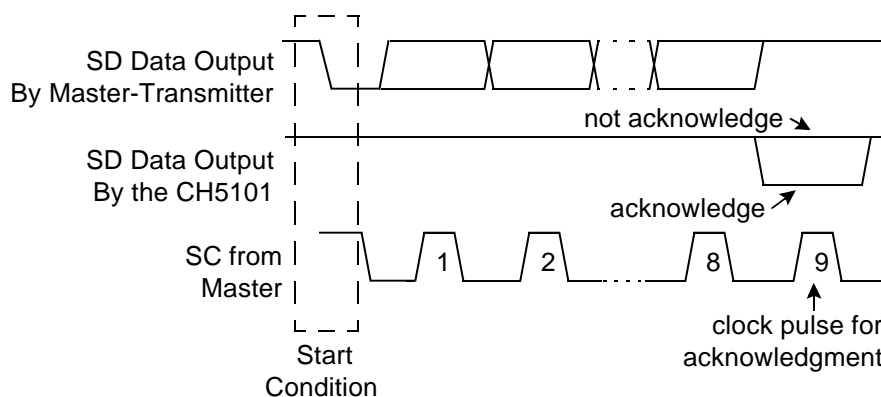 SD Data Output
By Master-Transmitter
not acknowledge
SD Data Output
By the CH5101
acknowledge
SC from
Master
1
2
8
9
clock pulse for
acknowledgment
Start
Condition